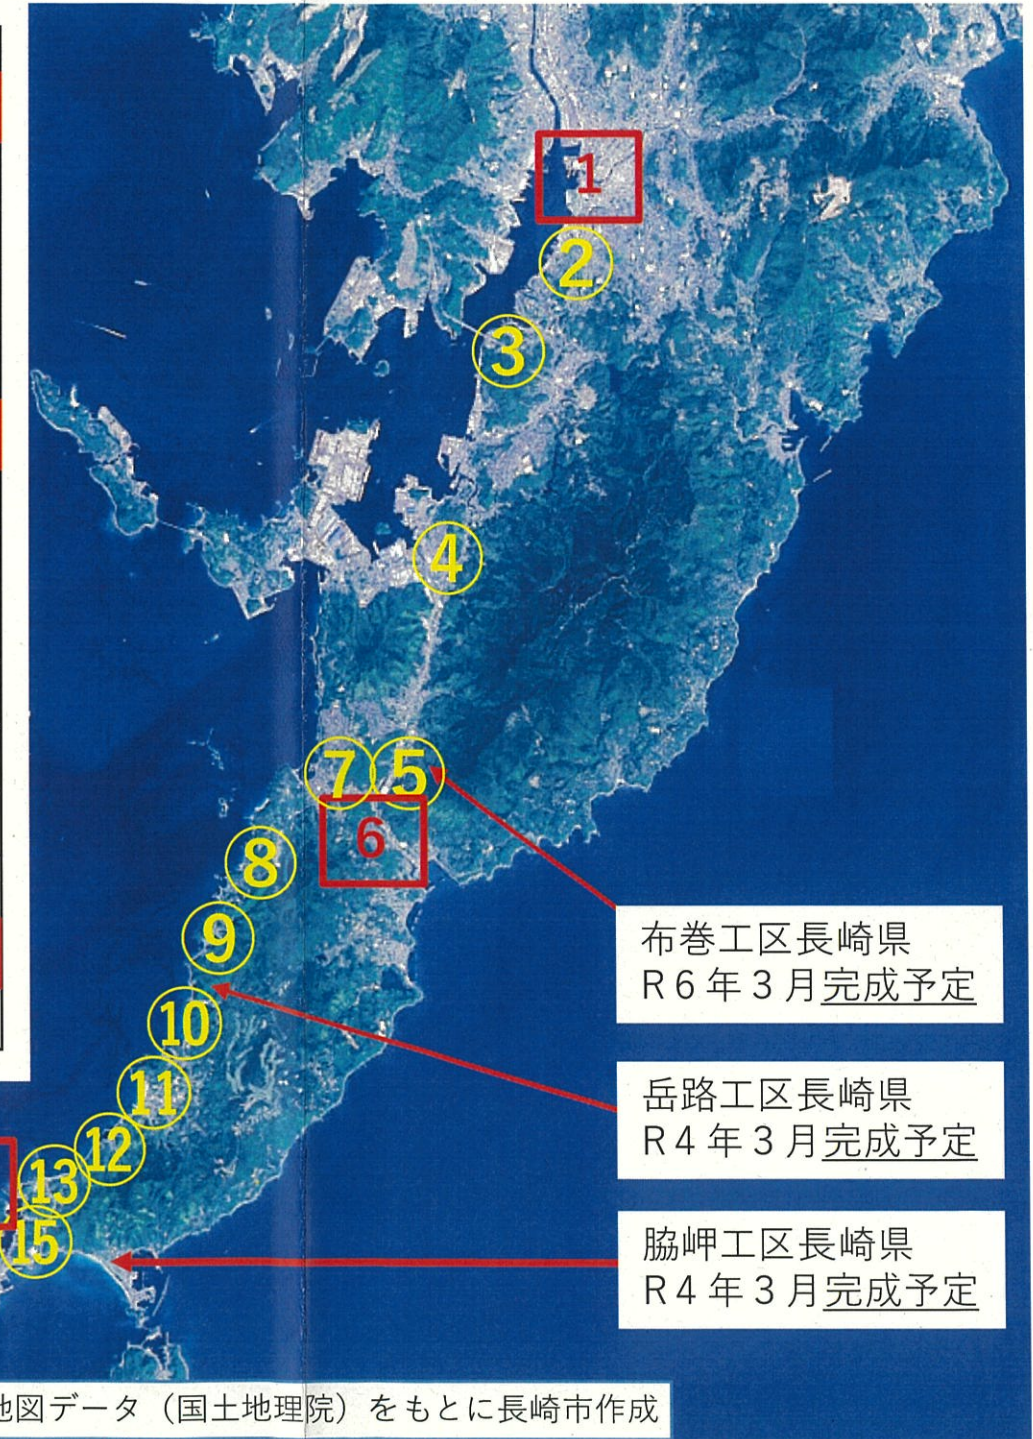 1
②
③
④
⑦
⑤
6
⑧
⑨
⑩
⑪
⑫
⑬
⑮
布巻工区長崎県
R6年3月完成予定
岳路工区長崎県
R4年3月完成予定
脇岬工区長崎県
R4年3月完成予定
地図データ（国土地理院）をもとに長崎市作成